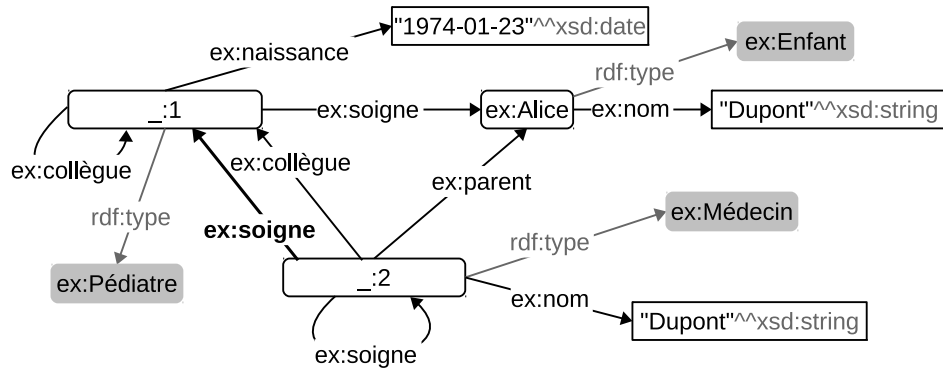 "1974-01-23"^^xsd:date
ex:Enfant
ex:naissance
rdf:type
_:1
ex:soigne
ex:Alice
ex:nom
"Dupont"^^xsd:string
ex:collègue
ex:collègue
ex:parent
rdf:type
ex:soigne
ex:Médecin
rdf:type
ex:Pédiatre
_:2
ex:nom
"Dupont"^^xsd:string
ex:soigne